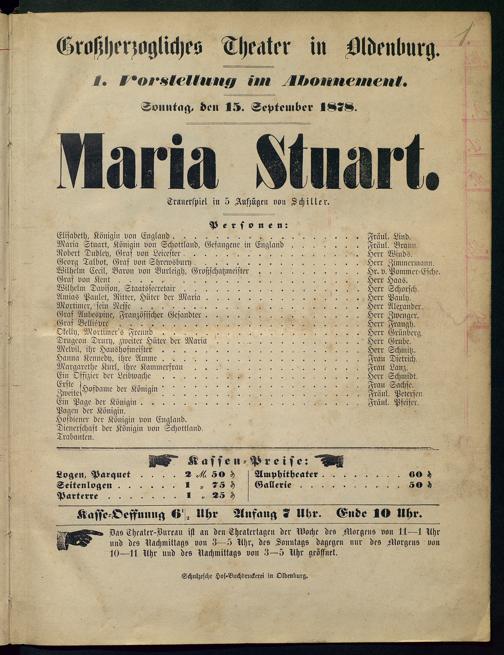 1.
Großherzogliches Theater in Oldenburg.
1. Vorstellung im Abonnement.
Sonntag, den 15. September 1878.
Maria Stuart.
Trauerspiel in 5 Aufzügen von Schiller.
Personen:
Elisabeth, Königin von England . . . Fräul. Lind.
Maria Stuart, Königin von Schottland, Gefangene in England . . . Fräul. Braun.
Robert Dudley, Graf von Leicester . . . Herr Winds.
Georg Talbot, Graf von Shrewsbury . . . Herr Zimmermann.
Wilhelm Cecil, Baron von Burleigh, Großschatzmeister . . . Hr. v. Pommer-Esche.
Graf von Kent . . . Herr Haas.
Wilhelm Davison, Staatssecretair . . . Herr Schorsch.
Amias Paulet, Ritter, Hüter der Maria . . . Herr Pauly.
Mortimer, sein Neffe . . . Herr Alexander.
Graf Aubespine, Französischer Gesandter . . . Herr Zwenger.
Graf Bellièvre . . . Herr
Okelly, Mortimer's Freund . . . Herr Grünberg.
Drugeon Drury, zweiter Hüter der Maria . . . Herr Grube.
Melvil, ihr Haushofmeister . . . Herr Schmitz.
Hanna Kennedy, ihre Amme . . . Frau Dietrich.
Margarethe Kurl, ihre Kammerfrau . . . Frau Lanz.
Ein Offizier der Leibwache . . . Herr Schmidt.
Erste } Hofdame der Königin . . . Frau Sachse.
Zweite } . . . Fräul. Petersen.
Ein Page der Königin . . . Fräul. Pfeifer.
Pagen der Königin.
Hofdiener der Königin von England.
Dienerschaft der Königin von Schottland.
Trabanten.
Kassen-Preise:
Logen, Parquet . . . 2 M. 50 ₰
Seitenlogen . . . 1 „ 75 ₰
Parterre . . . 1 „ 25 ₰
Amphitheater . . . 60 ₰
Gallerie . . . 50 ₰
Kasse-Oeffnung 6½ Uhr Anfang 7 Uhr. Ende 10 Uhr.
Das Theater-Bureau ist an den Theatertagen der Woche des Morgens von 11—1 Uhr
und des Nachmittags von 3—5 Uhr, des Sonntags dagegen nur des Morgens von
10—11 Uhr und des Nachmittags von 3—5 Uhr geöffnet.
Schulzesche Hof-Buchdruckerei in Oldenburg.